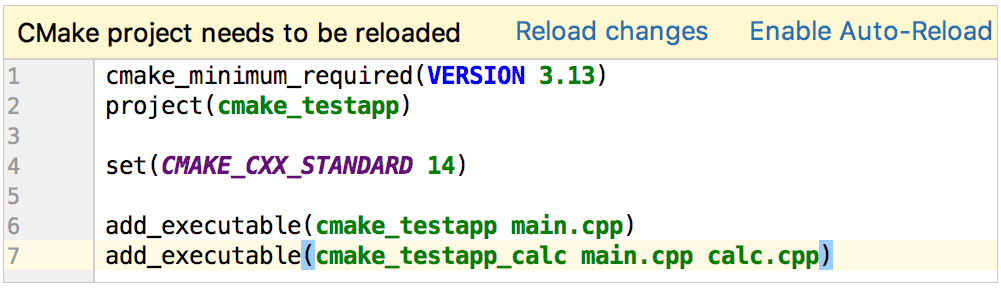 CMake project needs to be reloaded Reload changes Enable Auto-Reload
1 cmake_minimum_required(VERSION 3.13)
2 project(cmake_testapp)
3
4 set(CMAKE_CXX_STANDARD 14)
5
6 add_executable(cmake_testapp main.cpp)
7 add_executable(cmake_testapp_calc main.cpp calc.cpp)